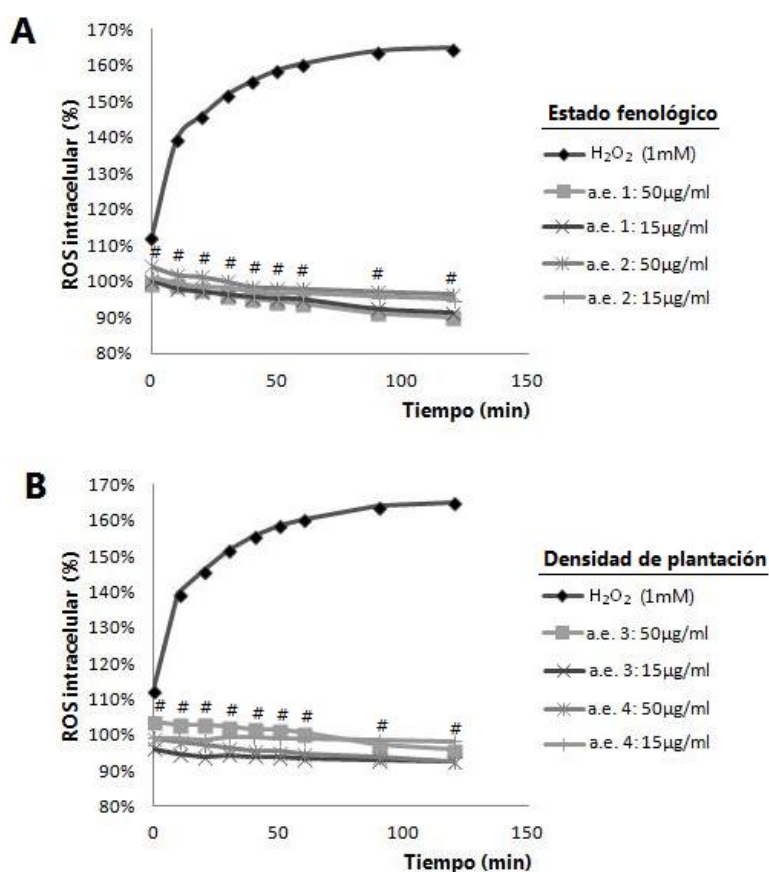 A
ROS intracelular (%)
170%
160%
150%
140%
130%
120%
110%
100%
90%
80%
# # # # # # # # #
0 50 100 150
Tiempo (min)
Estado fenológico
H₂O₂ (1mM)
a.e. 1: 50µg/ml
a.e. 1: 15µg/ml
a.e. 2: 50µg/ml
a.e. 2: 15µg/ml
B
ROS intracelular (%)
170%
160%
150%
140%
130%
120%
110%
100%
90%
80%
# # # # # # # # #
0 50 100 150
Tiempo (min)
Densidad de plantación
H₂O₂ (1mM)
a.e. 3: 50µg/ml
a.e. 3: 15µg/ml
a.e. 4: 50µg/ml
a.e. 4: 15µg/ml